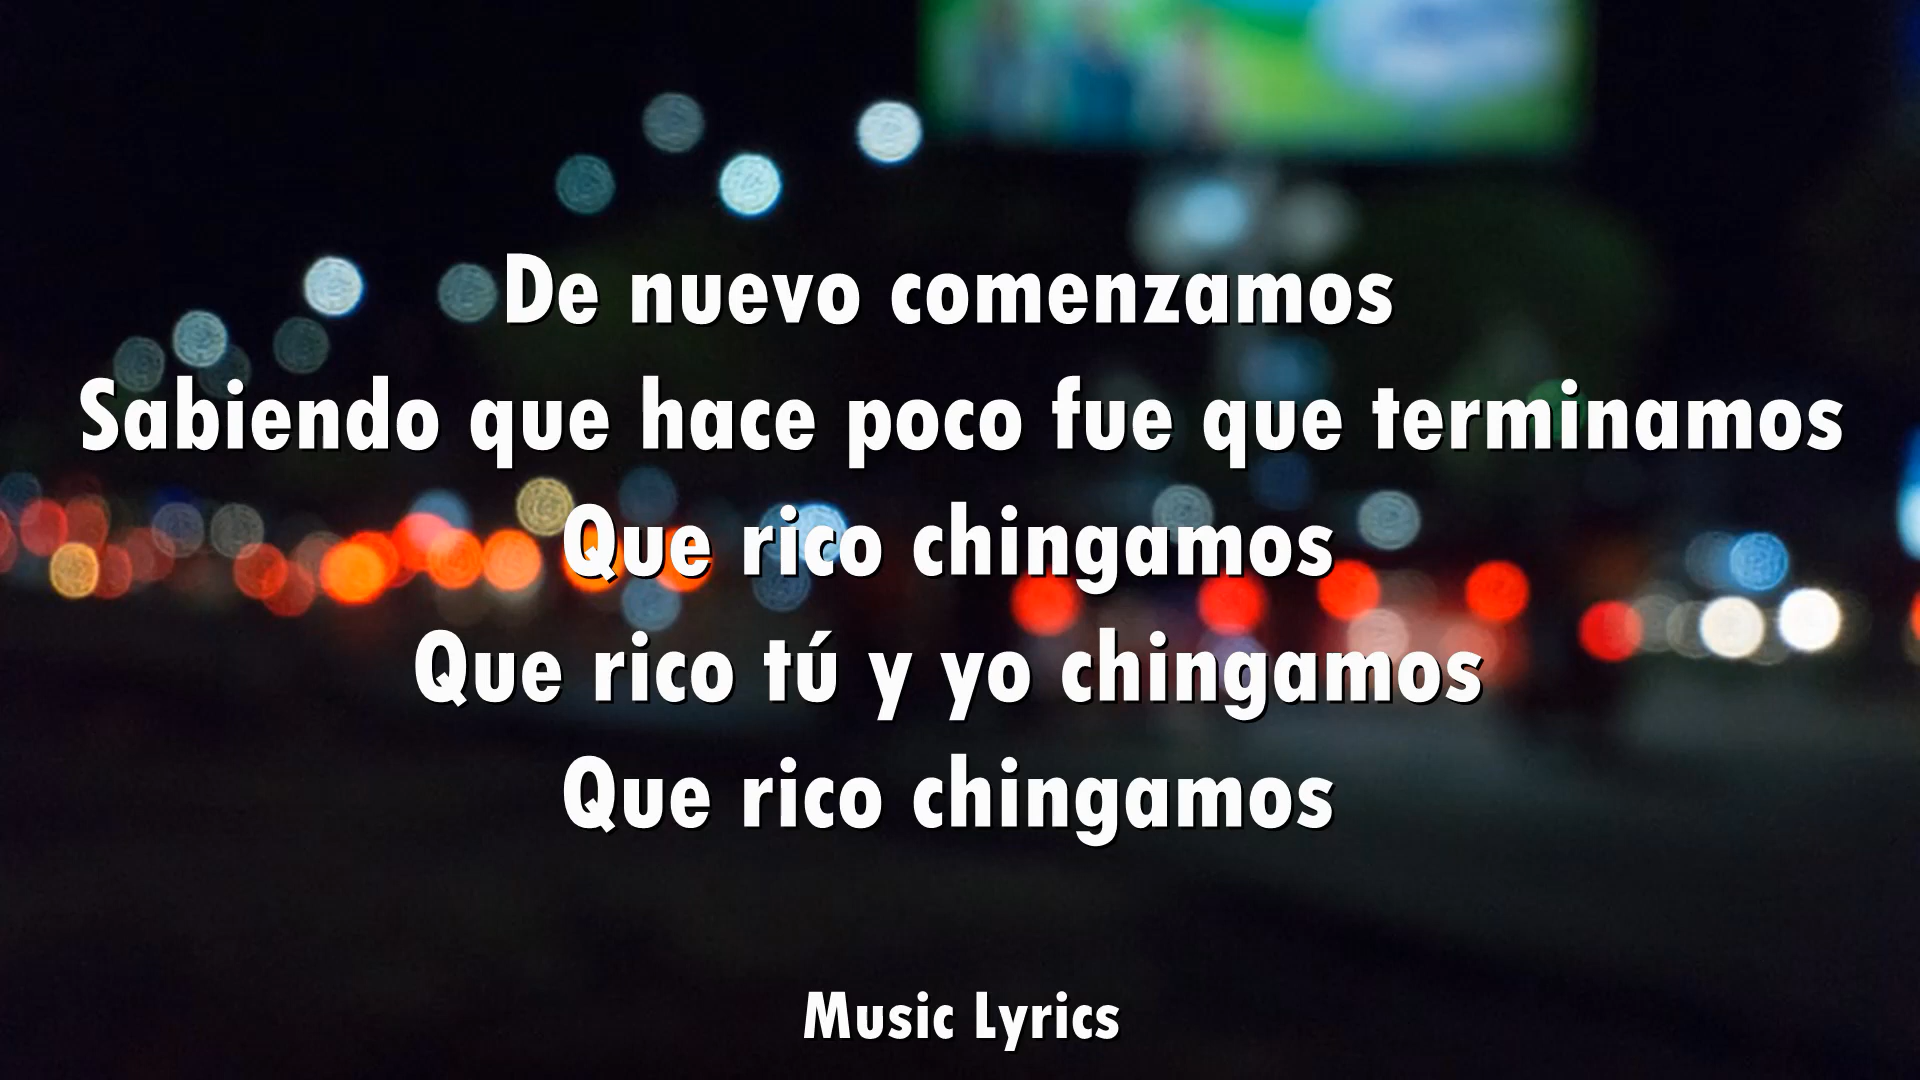 De nuevo comenzamos
Sabiendo que hace poco fue que terminamos
Que rico chingamos
Que rico tú y yo chingamos
Que rico chingamos
Music Lyrics